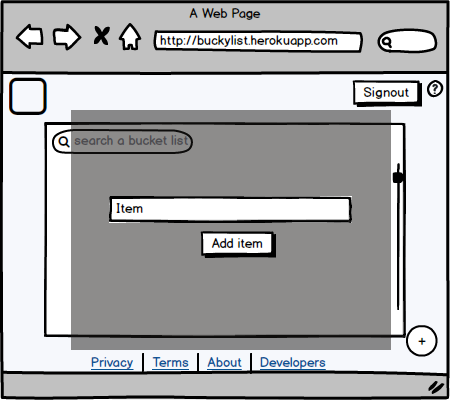 A Web Page
http://buckylist.herokuapp.com
Signout ?
search a bucket list
Item
Add item
+
Privacy Terms About Developers